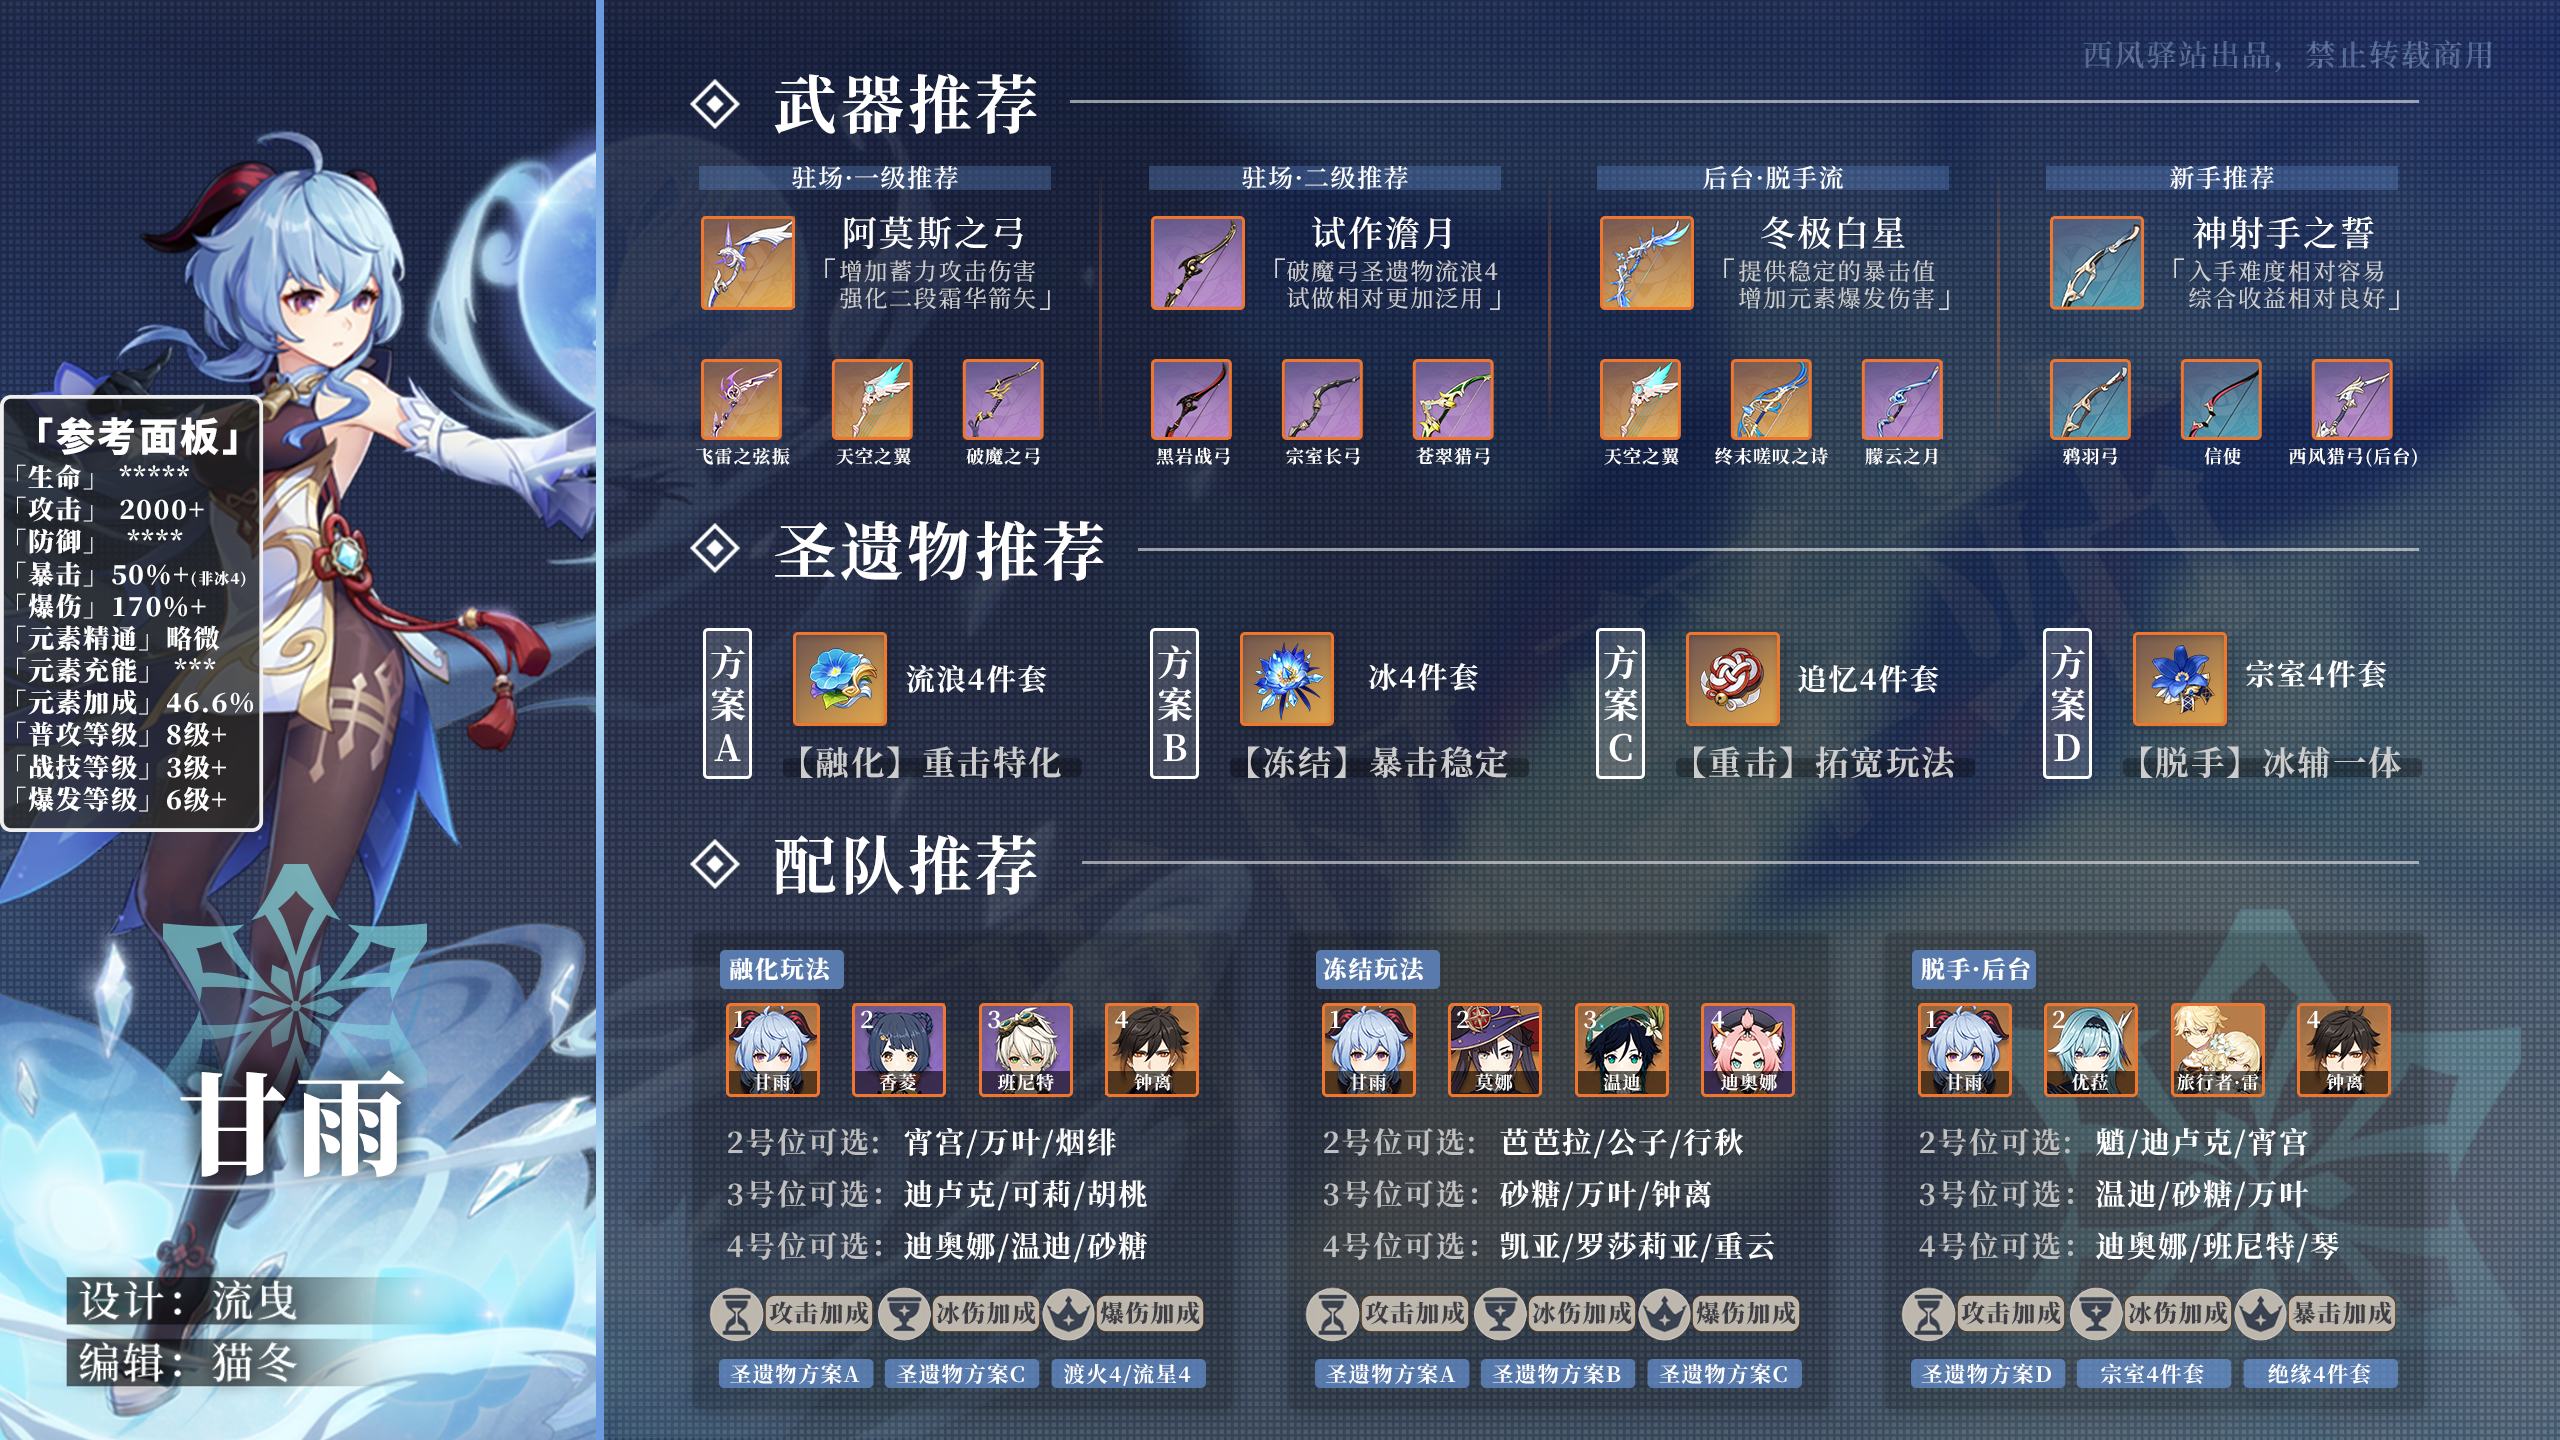 西风驿站出品，禁止转载商用
武器推荐
驻场·一级推荐
阿莫斯之弓
「增加蓄力攻击伤害
强化二段霜华箭矢」
飞雷之弦振 天空之翼 破魔之弓
驻场·二级推荐
试作澹月
「破魔弓圣遗物流浪4
试做相对更加泛用」
黑岩战弓 宗室长弓 苍翠猎弓
后台·脱手流
冬极白星
「提供稳定的暴击值
增加元素爆发伤害」
天空之翼 终末嗟叹之诗 朦云之月
新手推荐
神射手之誓
「入手难度相对容易
综合收益相对良好」
鸦羽弓 信使 西风猎弓(后台)
「参考面板」
「生命」 *****
「攻击」 2000+
「防御」 ****
「暴击」50%+(非冰4)
「爆伤」170%+
「元素精通」略微
「元素充能」 ***
「元素加成」46.6%
「普攻等级」8级+
「战技等级」3级+
「爆发等级」6级+
甘雨
设计：流曳
编辑：猫冬
圣遗物推荐
方案A
流浪4件套
【融化】重击特化
方案B
冰4件套
【冻结】暴击稳定
方案C
追忆4件套
【重击】拓宽玩法
方案D
宗室4件套
【脱手】冰辅一体
配队推荐
融化玩法
1 2 3 4
甘雨 香菱 班尼特 钟离
2号位可选：宵宫/万叶/烟绯
3号位可选：迪卢克/可莉/胡桃
4号位可选：迪奥娜/温迪/砂糖
攻击加成 冰伤加成 爆伤加成
圣遗物方案A 圣遗物方案C 渡火4/流星4
冻结玩法
1 2 3 4
甘雨 莫娜 温迪 迪奥娜
2号位可选：芭芭拉/公子/行秋
3号位可选：砂糖/万叶/钟离
4号位可选：凯亚/罗莎莉亚/重云
攻击加成 冰伤加成 爆伤加成
圣遗物方案A 圣遗物方案B 圣遗物方案C
脱手·后台
1 2 4
甘雨 优菈 旅行者·雷 钟离
2号位可选：魈/迪卢克/宵宫
3号位可选：温迪/砂糖/万叶
4号位可选：迪奥娜/班尼特/琴
攻击加成 冰伤加成 暴击加成
圣遗物方案D 宗室4件套 绝缘4件套